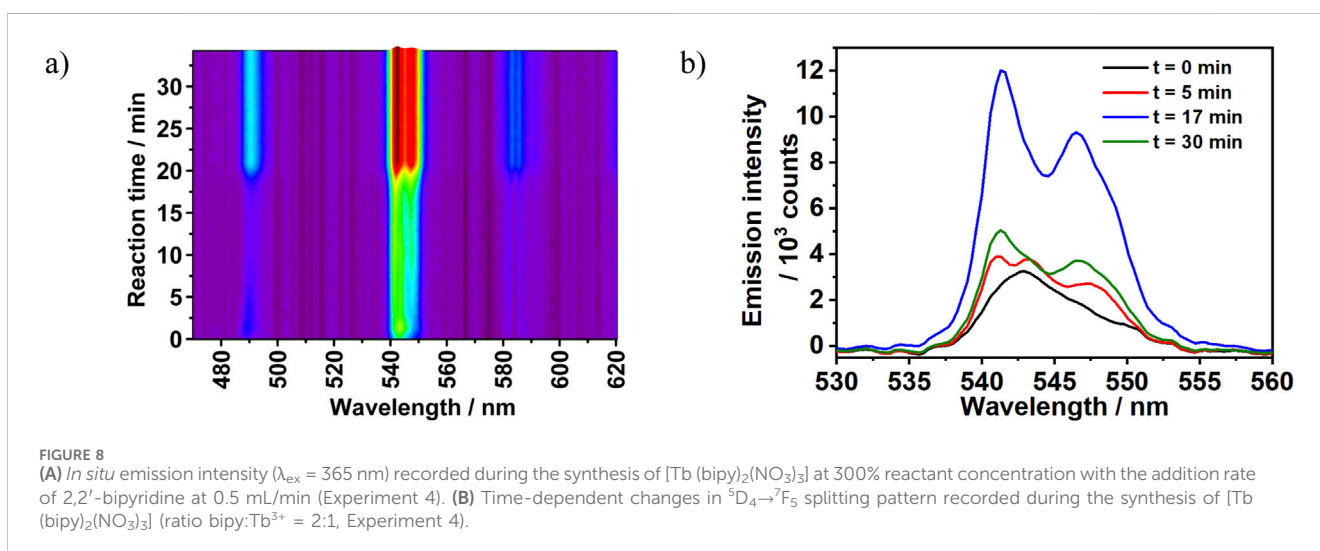 a)
Reaction time / min
30
25
20
15
10
5
0
480
500
520
540
560
580
600
620
Wavelength / nm
b)
Emission intensity
/ 10³ counts
12
10
8
6
4
2
0
t = 0 min
t = 5 min
t = 17 min
t = 30 min
530 535 540 545 550 555 560
Wavelength / nm
FIGURE 8
(A) In situ emission intensity (λex = 365 nm) recorded during the synthesis of [Tb (bipy)₂(NO₃)₃] at 300% reactant concentration with the addition rate
of 2,2′-bipyridine at 0.5 mL/min (Experiment 4). (B) Time-dependent changes in ⁵D₄→⁷F₅ splitting pattern recorded during the synthesis of [Tb
(bipy)₂(NO₃)₃] (ratio bipy:Tb³⁺ = 2:1, Experiment 4).